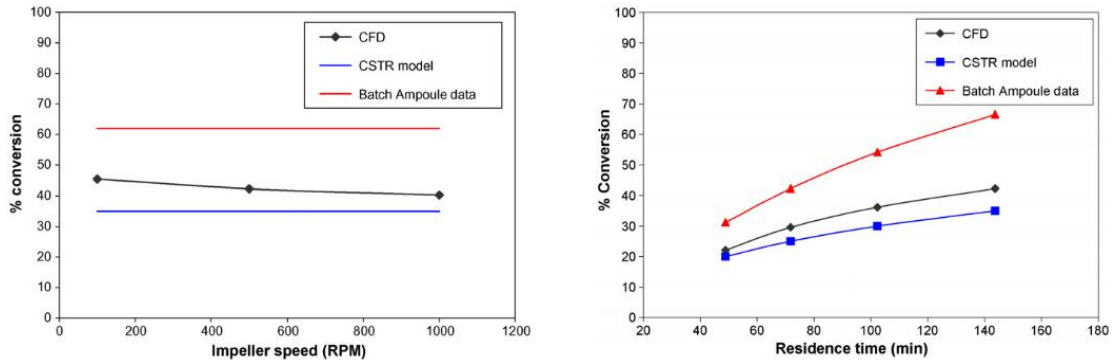 100
90
80
70
60
50
40
30
20
10
0
% conversion
CFD
CSTR model
Batch Ampoule data
0 200 400 600 800 1000 1200
Impeller speed (RPM)
100
90
80
70
60
50
40
30
20
10
0
% Conversion
CFD
CSTR model
Batch Ampoule data
20 40 60 80 100 120 140 160 180
Residence time (min)